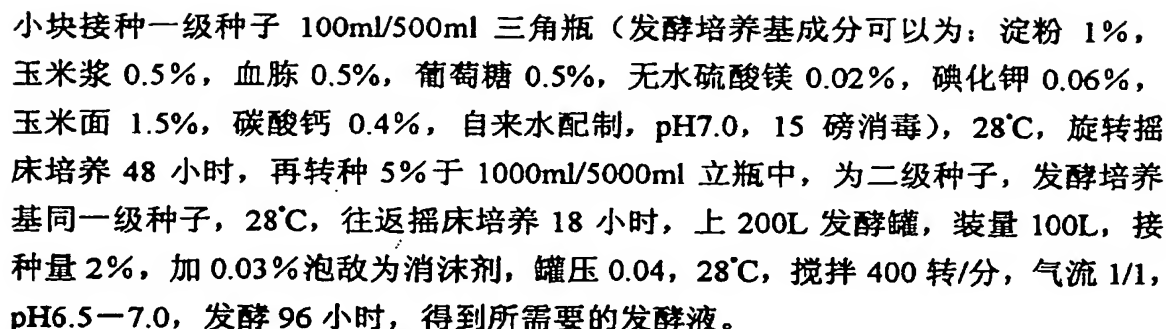 小块接种一级种子 100ml/500ml 三角瓶（发酵培养基成分可以为：淀粉 1%，
玉米浆 0.5%，血胨 0.5%，葡萄糖 0.5%，无水硫酸镁 0.02%，碘化钾 0.06%，
玉米面 1.5%，碳酸钙 0.4%，自来水配制，pH7.0，15 磅消毒），28℃，旋转摇
床培养 48 小时，再转种 5%于 1000ml/5000ml 立瓶中，为二级种子，发酵培养
基同一级种子，28℃，往返摇床培养 18 小时，上 200L 发酵罐，装量 100L，接
种量 2%，加 0.03%泡敌为消沫剂，罐压 0.04，28℃，搅拌 400 转/分，气流 1/1，
pH6.5－7.0，发酵 96 小时，得到所需要的发酵液。